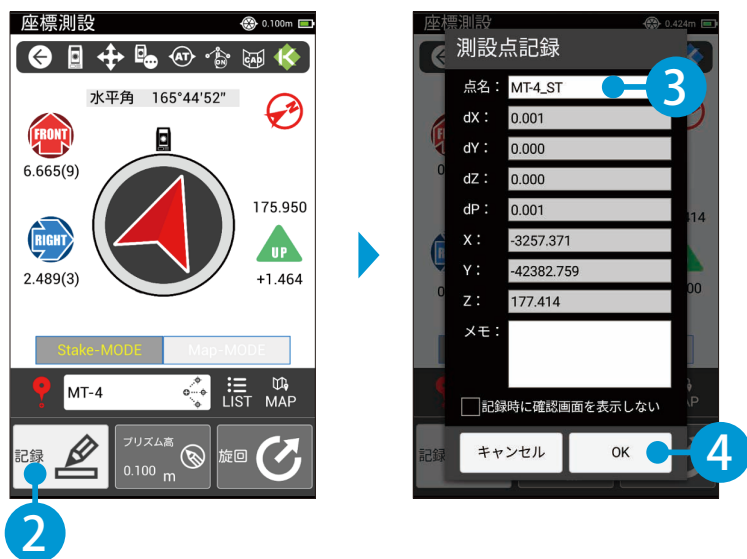 座標測設
0.100m
AT
ON
CAD
水平角 165°44'52"
FRONT
6.665(9)
175.950
RIGHT
UP
2.489(3)
+1.464
Stake-MODE
Map-MODE
MT-4
LIST
MAP
記録
プリズム高
0.100 m
旋回
2
座標測設
0.424m
測設点記録
点名: MT-4_ST
3
dX: 0.001
dY: 0.000
dZ: 0.000
dP: 0.001
X: -3257.371
Y: -42382.759
Z: 177.414
メモ:
記録時に確認画面を表示しない
キャンセル
OK
4
記録